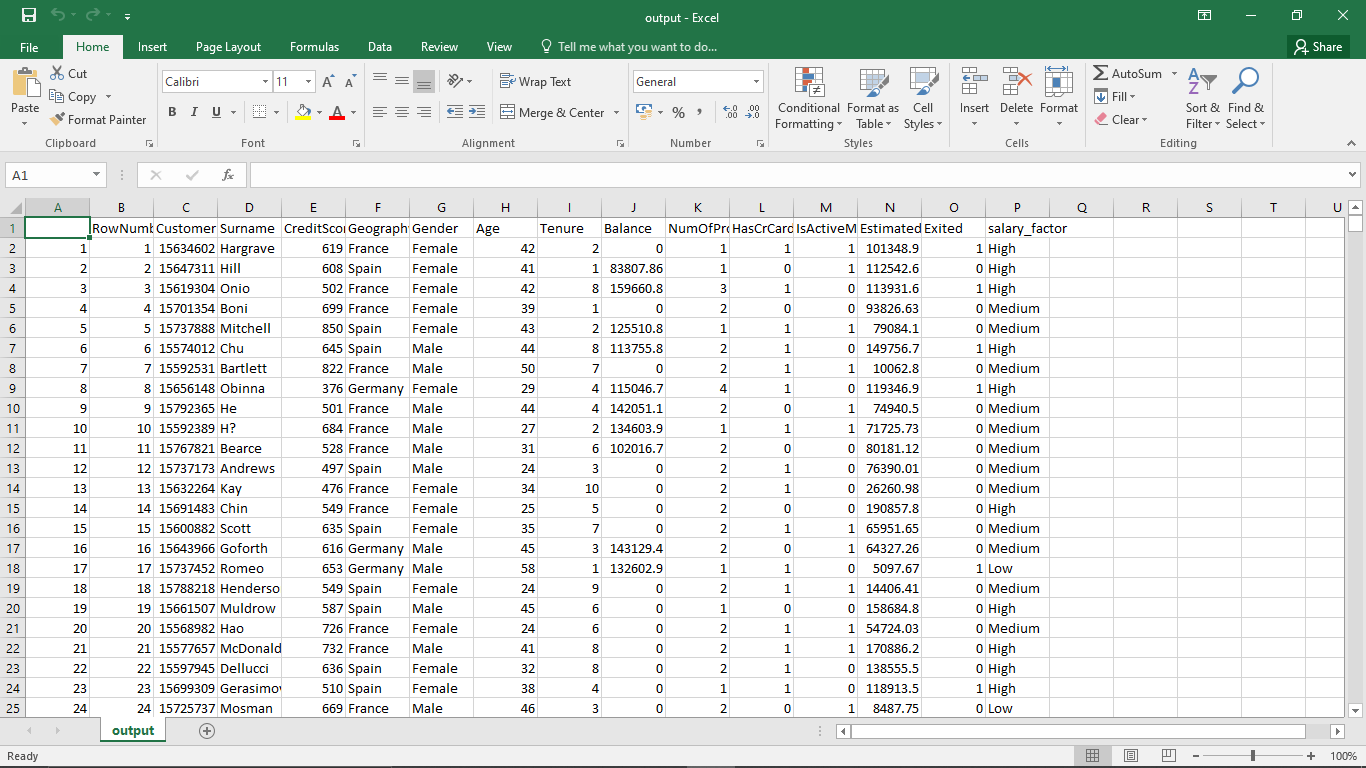 output - Excel
File Home Insert Page Layout Formulas Data Review View Tell me what you want to do... Share
Cut
Copy
Format Painter
Paste
Calibri 11
B I U
Wrap Text
Merge & Center
General
%
Conditional Formatting
Format as Table
Cell Styles
Insert Delete Format
AutoSum
Fill
Clear
Sort & Filter
Find & Select
Clipboard Font Alignment Number Styles Cells Editing
A1 fx
A B C D E F G H I J K L M N O P Q R S T U
1 RowNumb Customer Surname CreditScor Geograph Gender Age Tenure Balance NumOfPro HasCrCard IsActiveM Estimated Exited salary_factor
2 1 1 15634602 Hargrave 619 France Female 42 2 0 1 1 1 101348.9 1 High
3 2 2 15647311 Hill 608 Spain Female 41 1 83807.86 1 0 1 112542.6 0 High
4 3 3 15619304 Onio 502 France Female 42 8 159660.8 3 1 0 113931.6 1 High
5 4 4 15701354 Boni 699 France Female 39 1 0 2 0 0 93826.63 0 Medium
6 5 5 15737888 Mitchell 850 Spain Female 43 2 125510.8 1 1 1 79084.1 0 Medium
7 6 6 15574012 Chu 645 Spain Male 44 8 113755.8 2 1 0 149756.7 1 High
8 7 7 15592531 Bartlett 822 France Male 50 7 0 2 1 1 10062.8 0 Medium
9 8 8 15656148 Obinna 376 Germany Female 29 4 115046.7 4 1 0 119346.9 1 High
10 9 9 15792365 He 501 France Male 44 4 142051.1 2 0 1 74940.5 0 Medium
11 10 10 15592389 H? 684 France Male 27 2 134603.9 1 1 1 71725.73 0 Medium
12 11 11 15767821 Bearce 528 France Male 31 6 102016.7 2 0 0 80181.12 0 Medium
13 12 12 15737173 Andrews 497 Spain Male 24 3 0 2 1 0 76390.01 0 Medium
14 13 13 15632264 Kay 476 France Female 34 10 0 2 1 0 26260.98 0 Medium
15 14 14 15691483 Chin 549 France Female 25 5 0 2 0 0 190857.8 0 High
16 15 15 15600882 Scott 635 Spain Female 35 7 0 2 1 1 65951.65 0 Medium
17 16 16 15643966 Goforth 616 Germany Male 45 3 143129.4 2 0 1 64327.26 0 Medium
18 17 17 15737452 Romeo 653 Germany Male 58 1 132602.9 1 1 0 5097.67 1 Low
19 18 18 15788218 Henderso 549 Spain Female 24 9 0 2 1 1 14406.41 0 Medium
20 19 19 15661507 Muldrow 587 Spain Male 45 6 0 1 0 0 158684.8 0 High
21 20 20 15568982 Hao 726 France Female 24 6 0 2 1 1 54724.03 0 Medium
22 21 21 15577657 McDonald 732 France Male 41 8 0 2 1 1 170886.2 0 High
23 22 22 15597945 Dellucci 636 Spain Female 32 8 0 2 1 0 138555.5 0 High
24 23 23 15699309 Gerasimov 510 Spain Female 38 4 0 1 1 0 118913.5 1 High
25 24 24 15725737 Mosman 669 France Male 46 3 0 2 0 1 8487.75 0 Low
output
Ready 100%